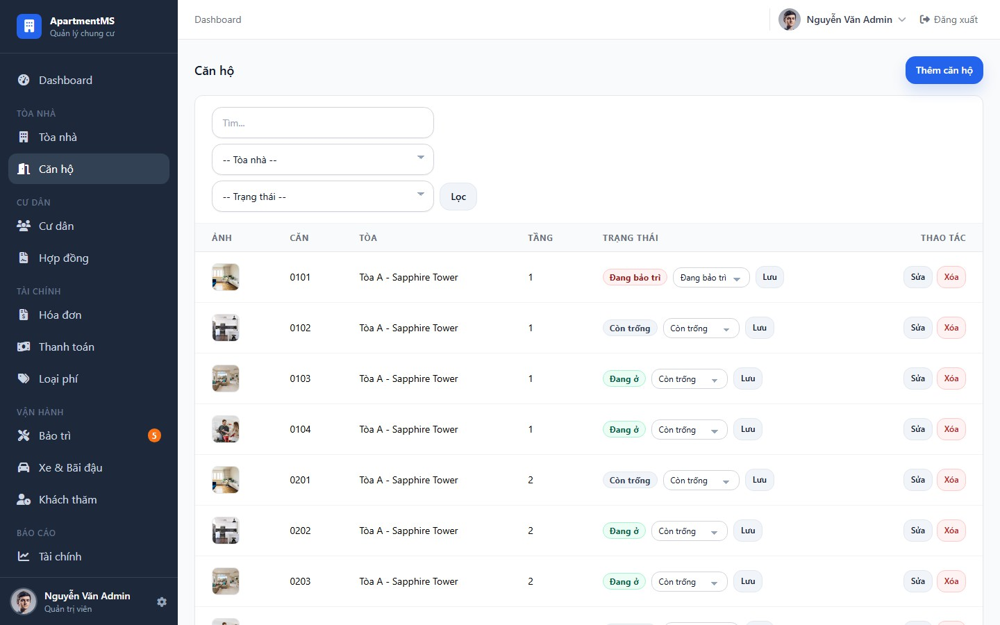 ApartmentMS
Quản lý chung cư
Dashboard
TÒA NHÀ
Tòa nhà
Căn hộ
CƯ DÂN
Cư dân
Hợp đồng
TÀI CHÍNH
Hóa đơn
Thanh toán
Loại phí
VẬN HÀNH
Bảo trì 5
Xe & Bãi đậu
Khách thăm
BÁO CÁO
Tài chính
Nguyễn Văn Admin
Quản trị viên
Dashboard
Nguyễn Văn Admin Đăng xuất
Căn hộ Thêm căn hộ
Tìm...
-- Tòa nhà --
-- Trạng thái -- Lọc
ẢNH CĂN TÒA TẦNG TRẠNG THÁI THAO TÁC
0101 Tòa A - Sapphire Tower 1 Đang bảo trì Đang bảo trì Lưu Sửa Xóa
0102 Tòa A - Sapphire Tower 1 Còn trống Còn trống Lưu Sửa Xóa
0103 Tòa A - Sapphire Tower 1 Đang ở Còn trống Lưu Sửa Xóa
0104 Tòa A - Sapphire Tower 1 Đang ở Còn trống Lưu Sửa Xóa
0201 Tòa A - Sapphire Tower 2 Còn trống Còn trống Lưu Sửa Xóa
0202 Tòa A - Sapphire Tower 2 Đang ở Còn trống Lưu Sửa Xóa
0203 Tòa A - Sapphire Tower 2 Đang ở Còn trống Lưu Sửa Xóa